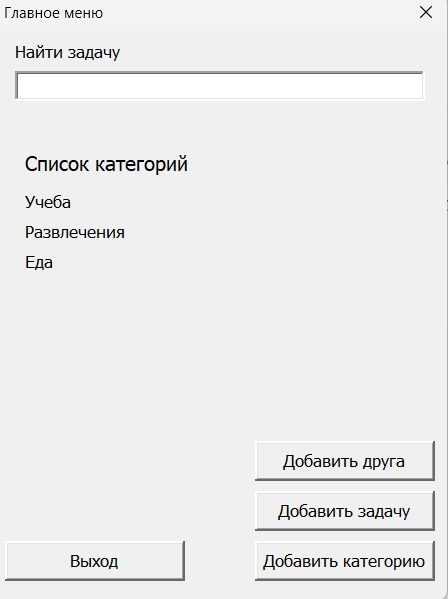 Главное меню
Найти задачу
Список категорий
Учеба
Развлечения
Еда
Добавить друга
Добавить задачу
Выход
Добавить категорию